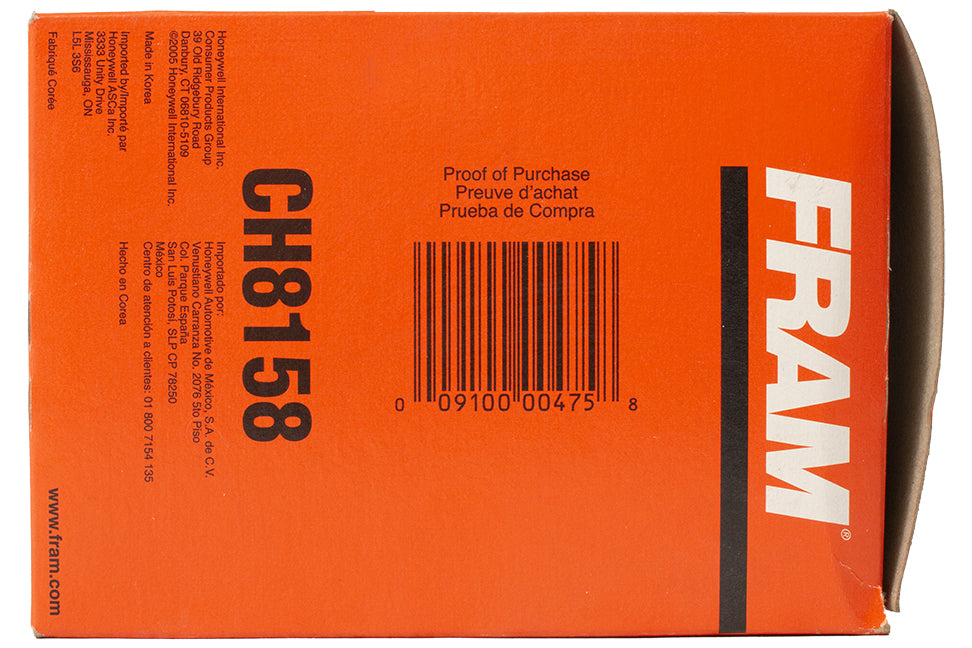 FRAM®
Proof of Purchase
Preuve d'achat
Prueba de Compra
0 09100 00475 8
CH8158
Honeywell International Inc.
Consumer Products Group
39 Old Ridgebury Road
Danbury, CT 06810-5109
©2005 Honeywell International Inc.
Made in Korea
Imported by/Importé par
Honeywell ASCa Inc.
3333 Unity Drive
Mississauga, ON
L5L 3S6
Fabriqué Corée
Importado por:
Honeywell Automotive de México, S.A. de C.V.
Venustiano Carranza No. 2076 5to Piso
Col. Parque España
San Luis Potosí, SLP CP 78250
México
Centro de atención a clientes: 01 800 7154 135
Hecho en Corea
www.fram.com